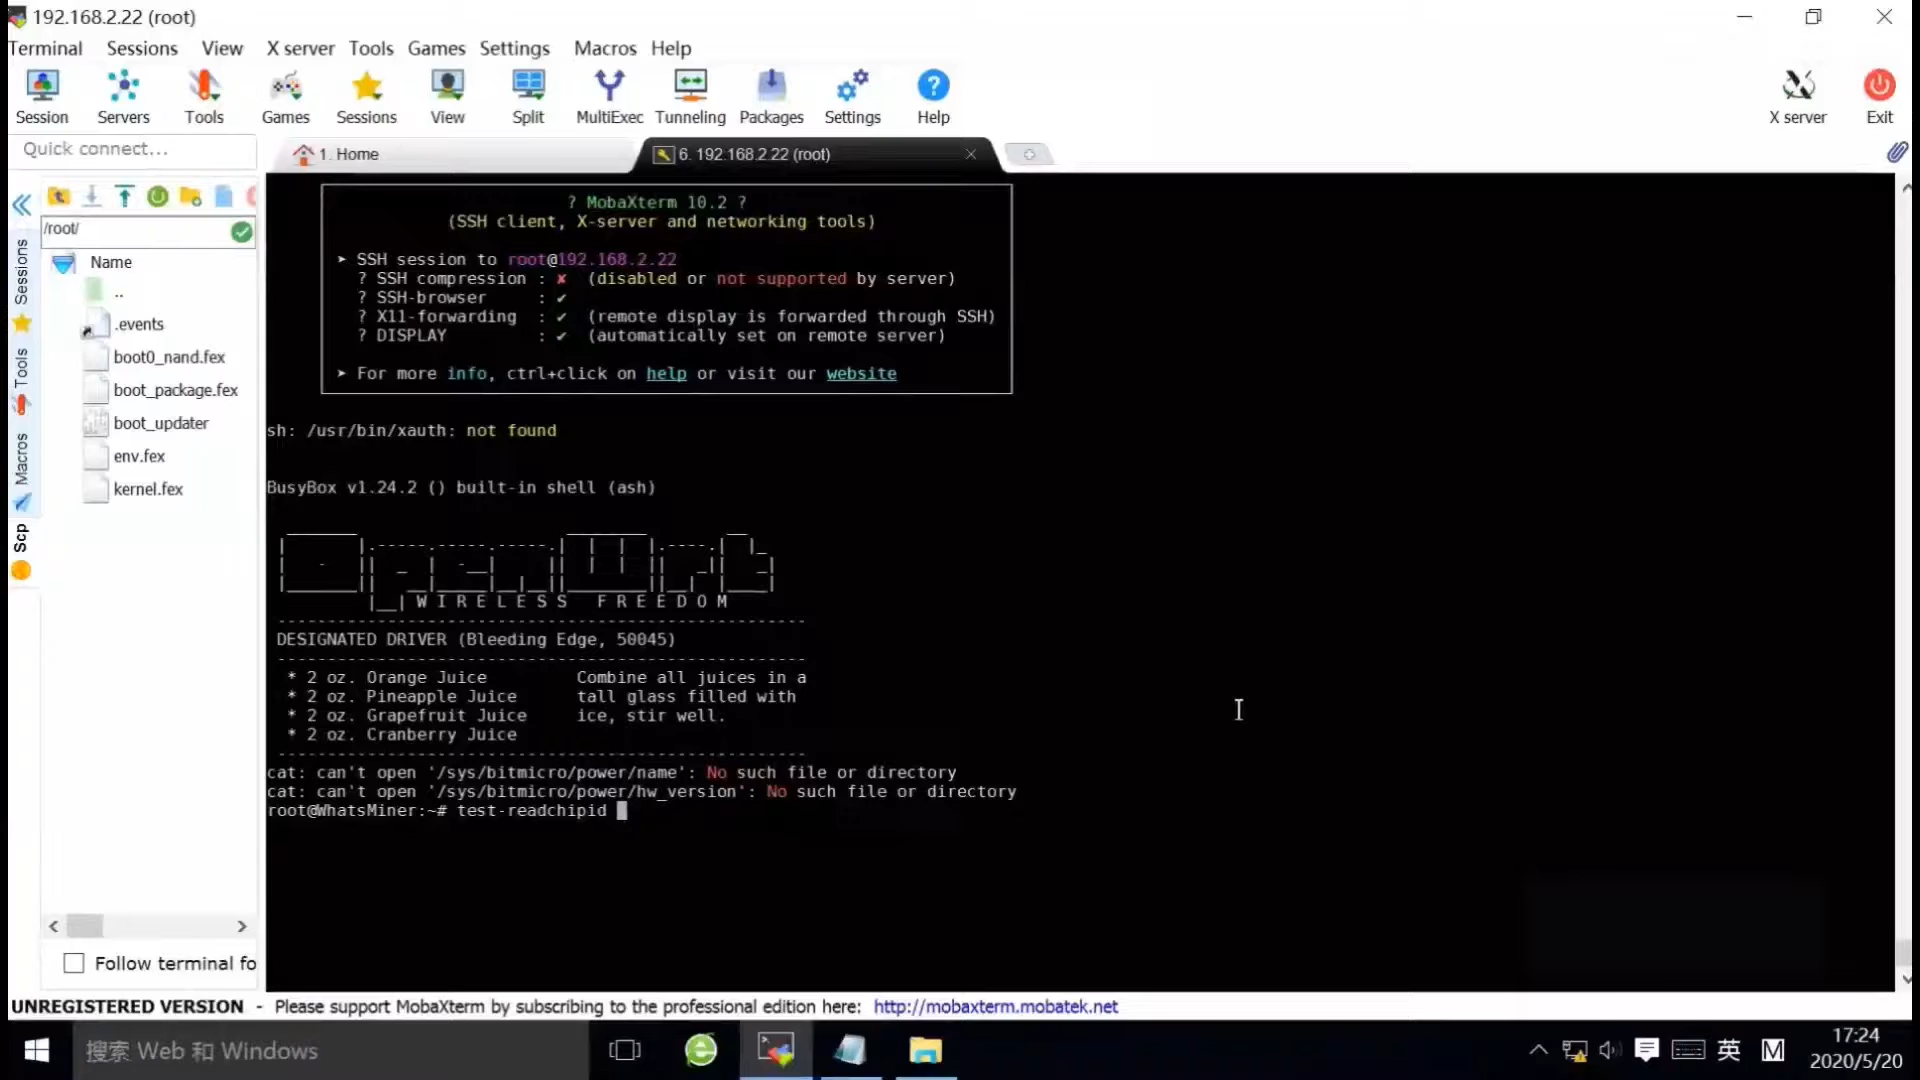 192.168.2.22 (root)
Terminal Sessions View X server Tools Games Settings Macros Help
Session Servers Tools Games Sessions View Split MultiExec Tunneling Packages Settings Help X server Exit
Quick connect...
1. Home
6. 192.168.2.22 (root)
/root/
Name
..
.events
boot0_nand.fex
boot_package.fex
boot_updater
env.fex
kernel.fex
Sessions
Tools
Macros
Scp
Follow terminal fo
? MobaXterm 10.2 ?
(SSH client, X-server and networking tools)
➤ SSH session to root@192.168.2.22
? SSH compression : ✘ (disabled or not supported by server)
? SSH-browser : ✔
? X11-forwarding : ✔ (remote display is forwarded through SSH)
? DISPLAY : ✔ (automatically set on remote server)
➤ For more info, ctrl+click on help or visit our website
sh: /usr/bin/xauth: not found
BusyBox v1.24.2 () built-in shell (ash)
OpenWrt
W I R E L E S S F R E E D O M
DESIGNATED DRIVER (Bleeding Edge, 50045)
* 2 oz. Orange Juice Combine all juices in a
* 2 oz. Pineapple Juice tall glass filled with
* 2 oz. Grapefruit Juice ice, stir well.
* 2 oz. Cranberry Juice
cat: can't open '/sys/bitmicro/power/name': No such file or directory
cat: can't open '/sys/bitmicro/power/hw_version': No such file or directory
root@WhatsMiner:~# test-readchipid
UNREGISTERED VERSION - Please support MobaXterm by subscribing to the professional edition here: http://mobaxterm.mobatek.net
搜索 Web 和 Windows
英
M
17:24
2020/5/20